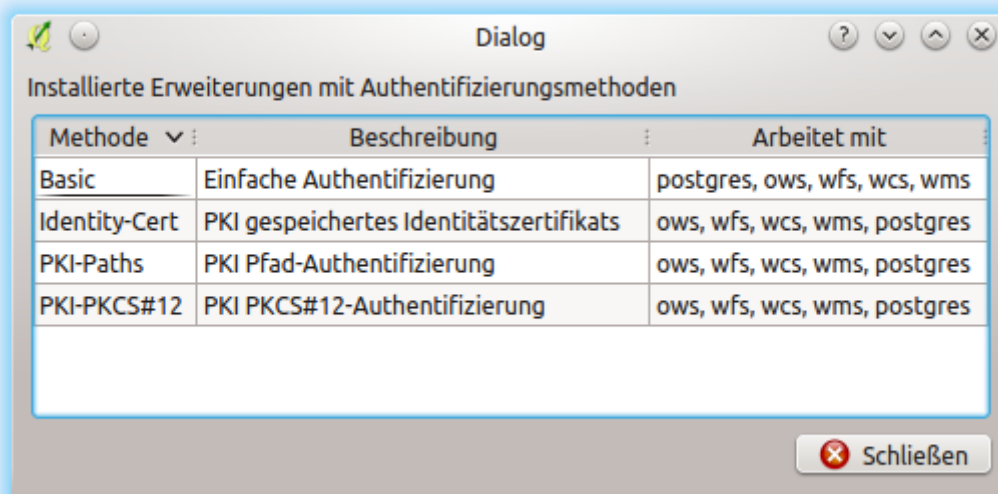 Dialog
Installierte Erweiterungen mit Authentifizierungsmethoden
Methode Beschreibung Arbeitet mit
Basic Einfache Authentifizierung postgres, ows, wfs, wcs, wms
Identity-Cert PKI gespeichertes Identitätszertifikats ows, wfs, wcs, wms, postgres
PKI-Paths PKI Pfad-Authentifizierung ows, wfs, wcs, wms, postgres
PKI-PKCS#12 PKI PKCS#12-Authentifizierung ows, wfs, wcs, wms, postgres
Schließen